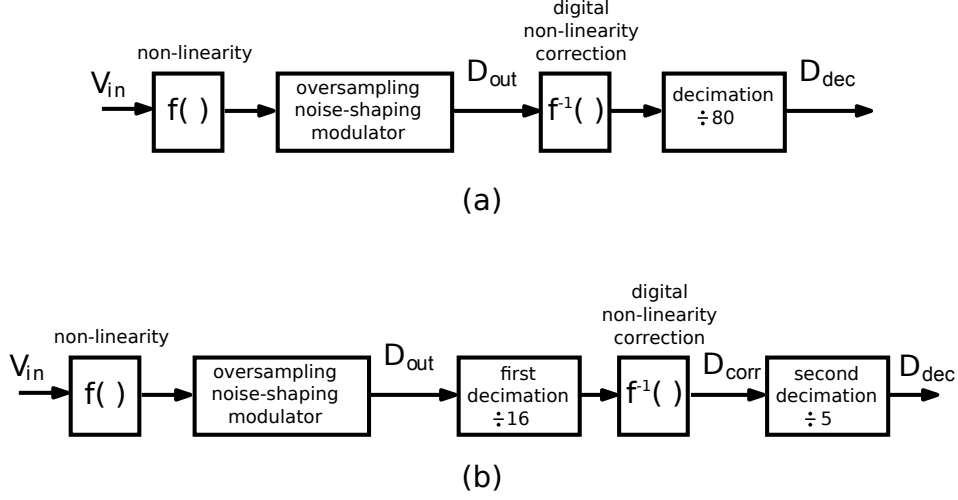 digital
non-linearity
correction
non-linearity
V_in
f( )
oversampling
noise-shaping
modulator
D_out
f^-1( )
decimation
÷80
D_dec
(a)
digital
non-linearity
correction
non-linearity
V_in
f( )
oversampling
noise-shaping
modulator
D_out
first
decimation
÷16
f^-1( )
D_corr
second
decimation
÷5
D_dec
(b)